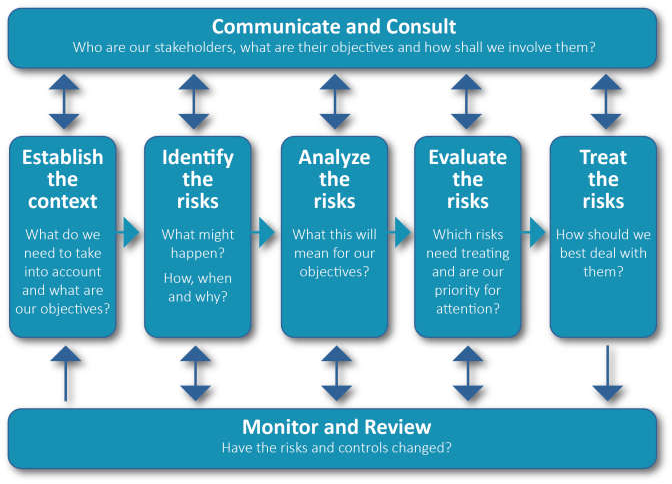 Communicate and Consult
Who are our stakeholders, what are their objectives and how shall we involve them?
Establish
the
context
What do we
need to take
into account
and what are
our objectives?
Identify
the
risks
What might
happen?
How, when
and why?
Analyze
the
risks
What this will
mean for our
objectives?
Evaluate
the
risks
Which risks
need treating
and are our
priority for
attention?
Treat
the
risks
How should we
best deal with
them?
Monitor and Review
Have the risks and controls changed?